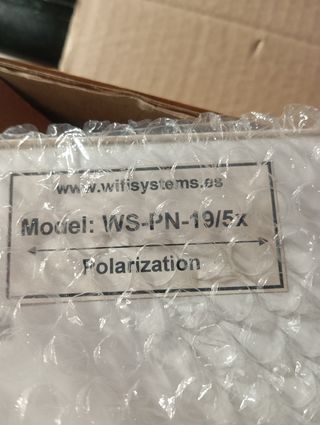 www.wifisystems.es
Model: WS-PN-19/5x
Polarization